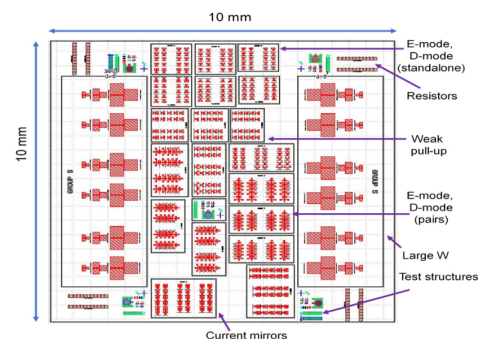 10 mm
10 mm
E-mode,
D-mode
(standalone)
Resistors
Weak
pull-up
E-mode,
D-mode
(pairs)
Large W
Test structures
Current mirrors
GROUP 5
GROUP 5